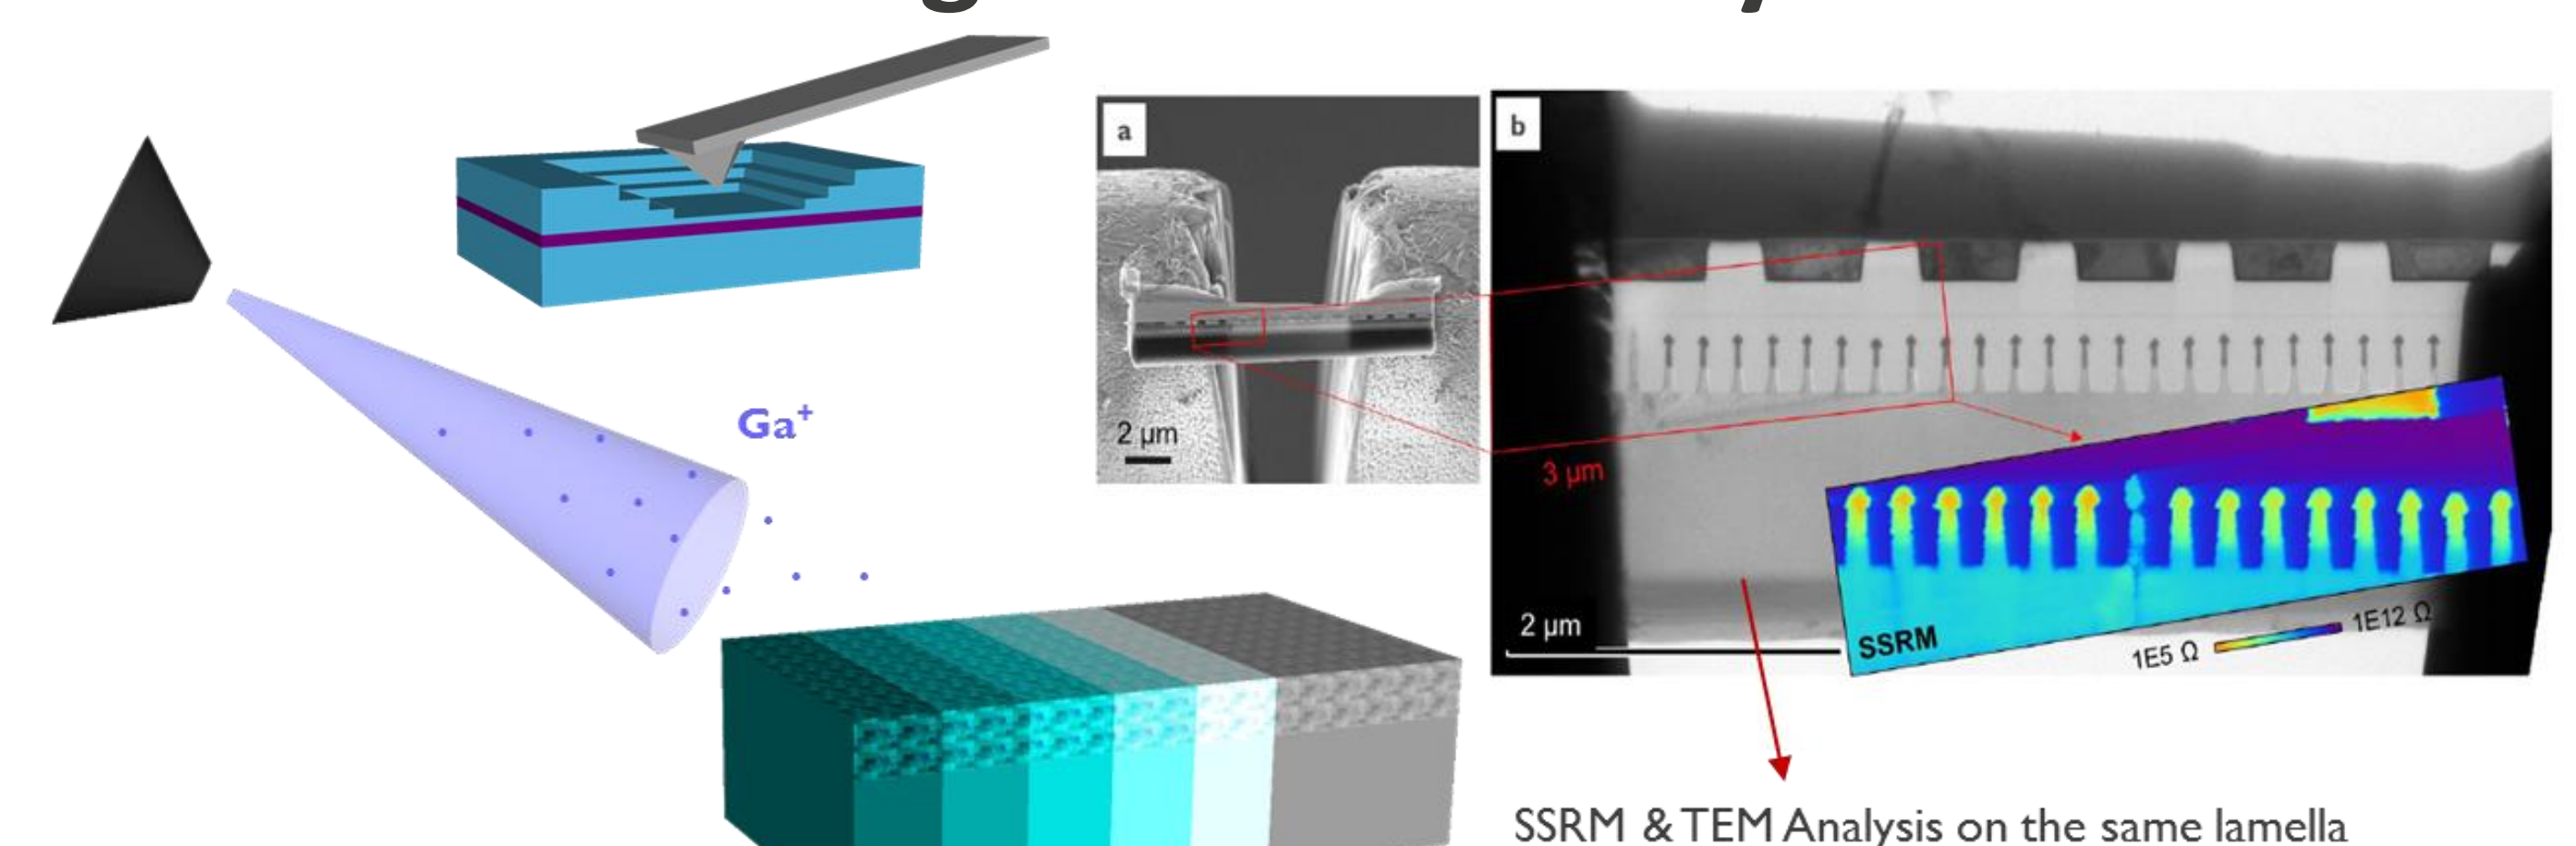 a
b
Ga⁺
2 μm
3 μm
2 μm
SSRM
1E5 Ω
1E12 Ω
SSRM & TEM Analysis on the same lamella